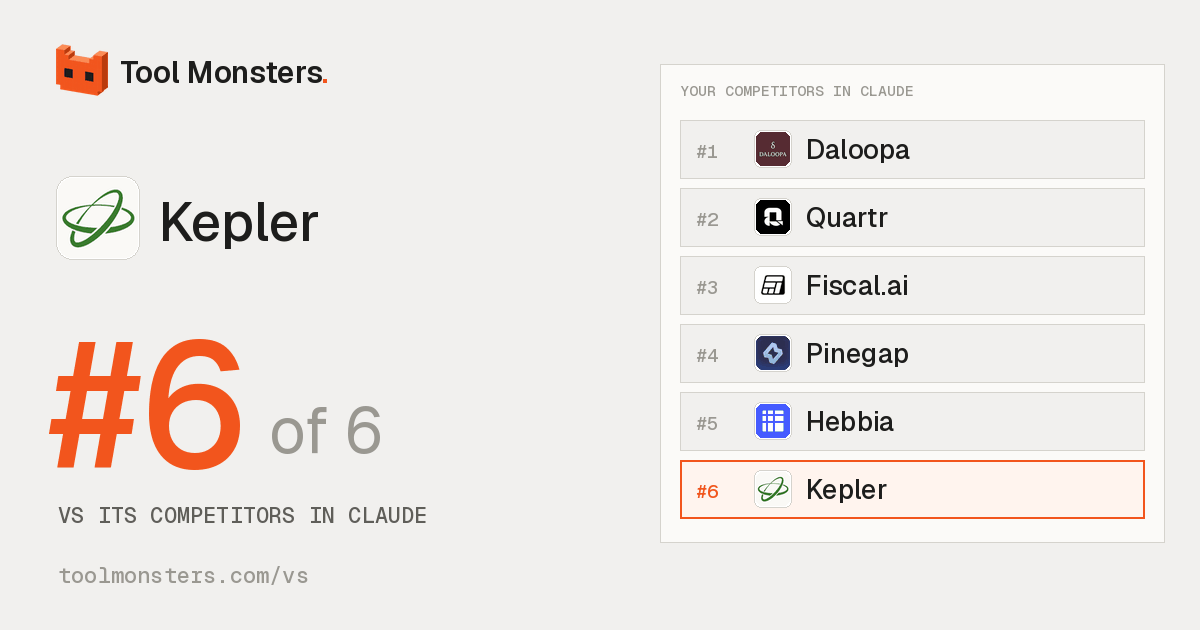 Tool Monsters.
Kepler
#6 of 6
VS ITS COMPETITORS IN CLAUDE
toolmonsters.com/vs
YOUR COMPETITORS IN CLAUDE
#1 DALOOPA Daloopa
#2 Quartr
#3 Fiscal.ai
#4 Pinegap
#5 Hebbia
#6 Kepler